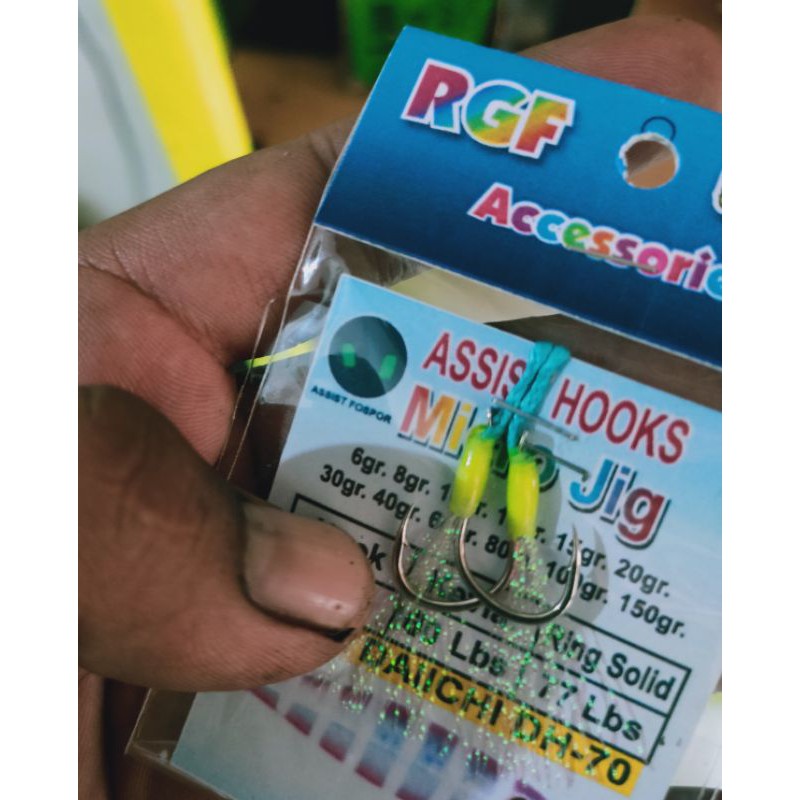 RGF
Accessorie
ASSIST FOSPOR
ASSIS HOOKS
Mi o Jig
6gr. 8gr. 15gr. 20gr.
30gr. 40gr. 80 100gr. 150gr.
Ring Solid
Lbs 77 Lbs
DAIICHI DH-70